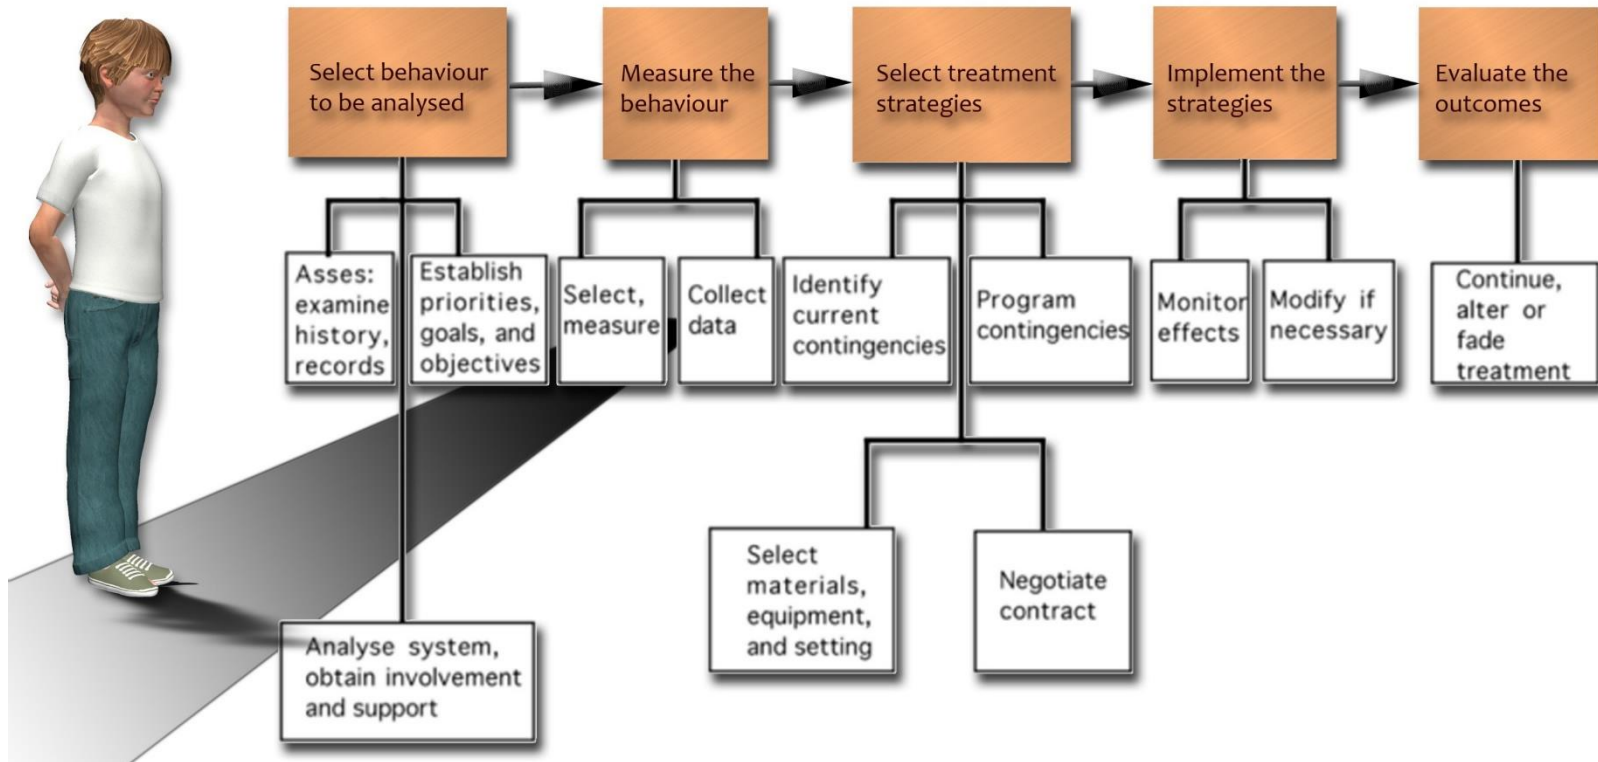 Select behaviour
to be analysed
Measure the
behaviour
Select treatment
strategies
Implement the
strategies
Evaluate the
outcomes
Asses:
examine
history,
records
Establish
priorities,
goals, and
objectives
Select,
measure
Collect
data
Identify
current
contingencies
Program
contingencies
Monitor
effects
Modify if
necessary
Continue,
alter or
fade
treatment
Select
materials,
equipment,
and setting
Negotiate
contract
Analyse system,
obtain involvement
and support